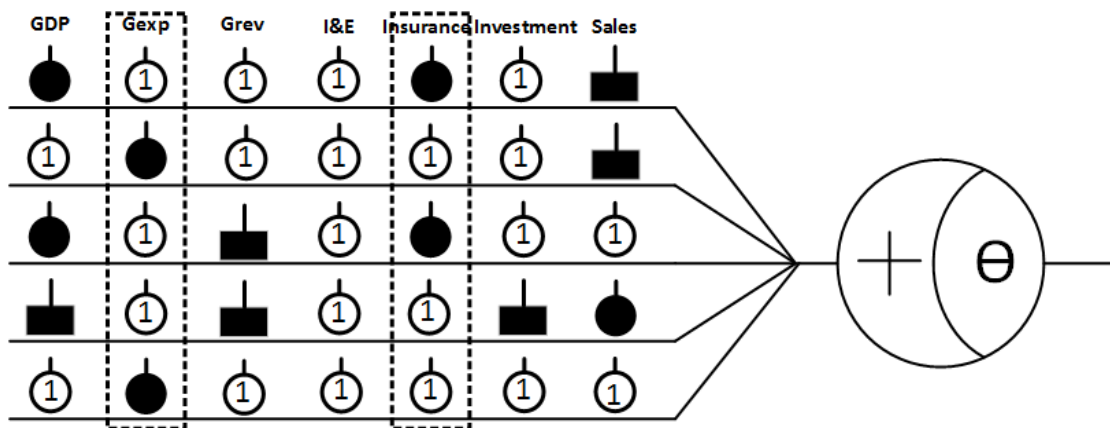 GDP Gexp Grev I&E Insurance Investment Sales
1 1 1 1
1 1 1 1 1
1 1 1 1
1 1 1
1 1 1 1 1 1
+ Θ